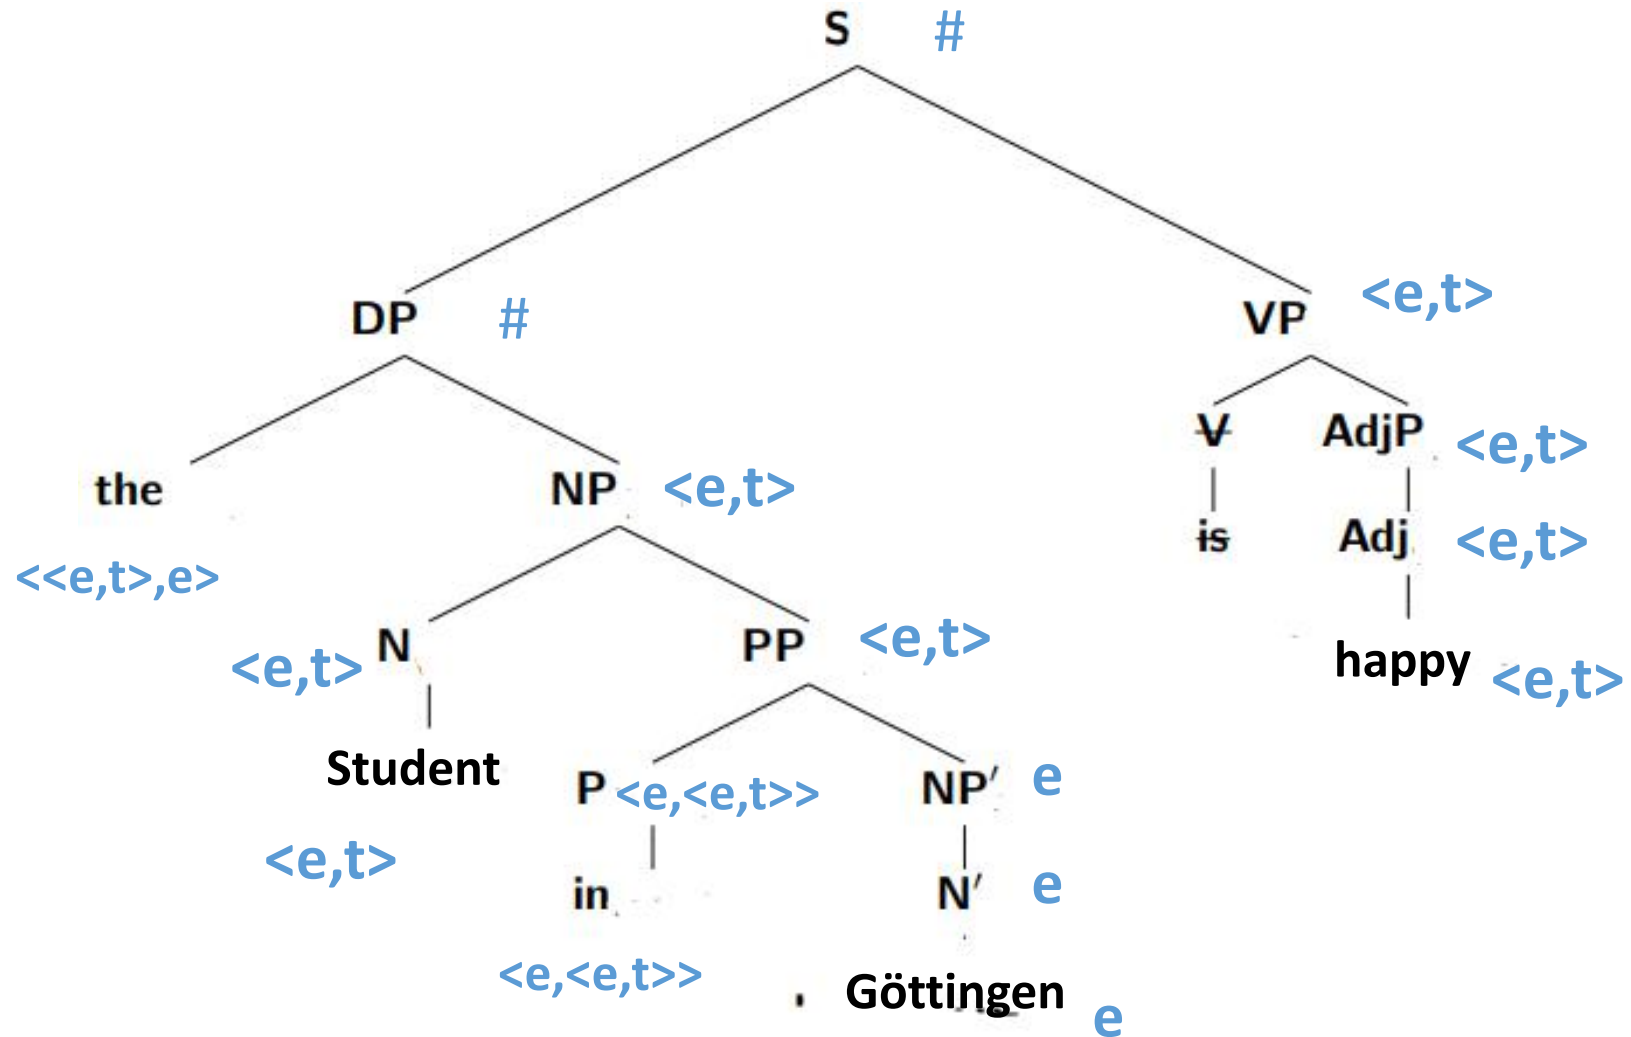 S #
DP # VP <e,t>
the NP <e,t> V AdjP <e,t>
<<e,t>,e> is Adj <e,t>
<e,t> N PP <e,t> happy <e,t>
Student P <e,<e,t>> NP′ e
<e,t> in N′ e
<e,<e,t>> Göttingen e